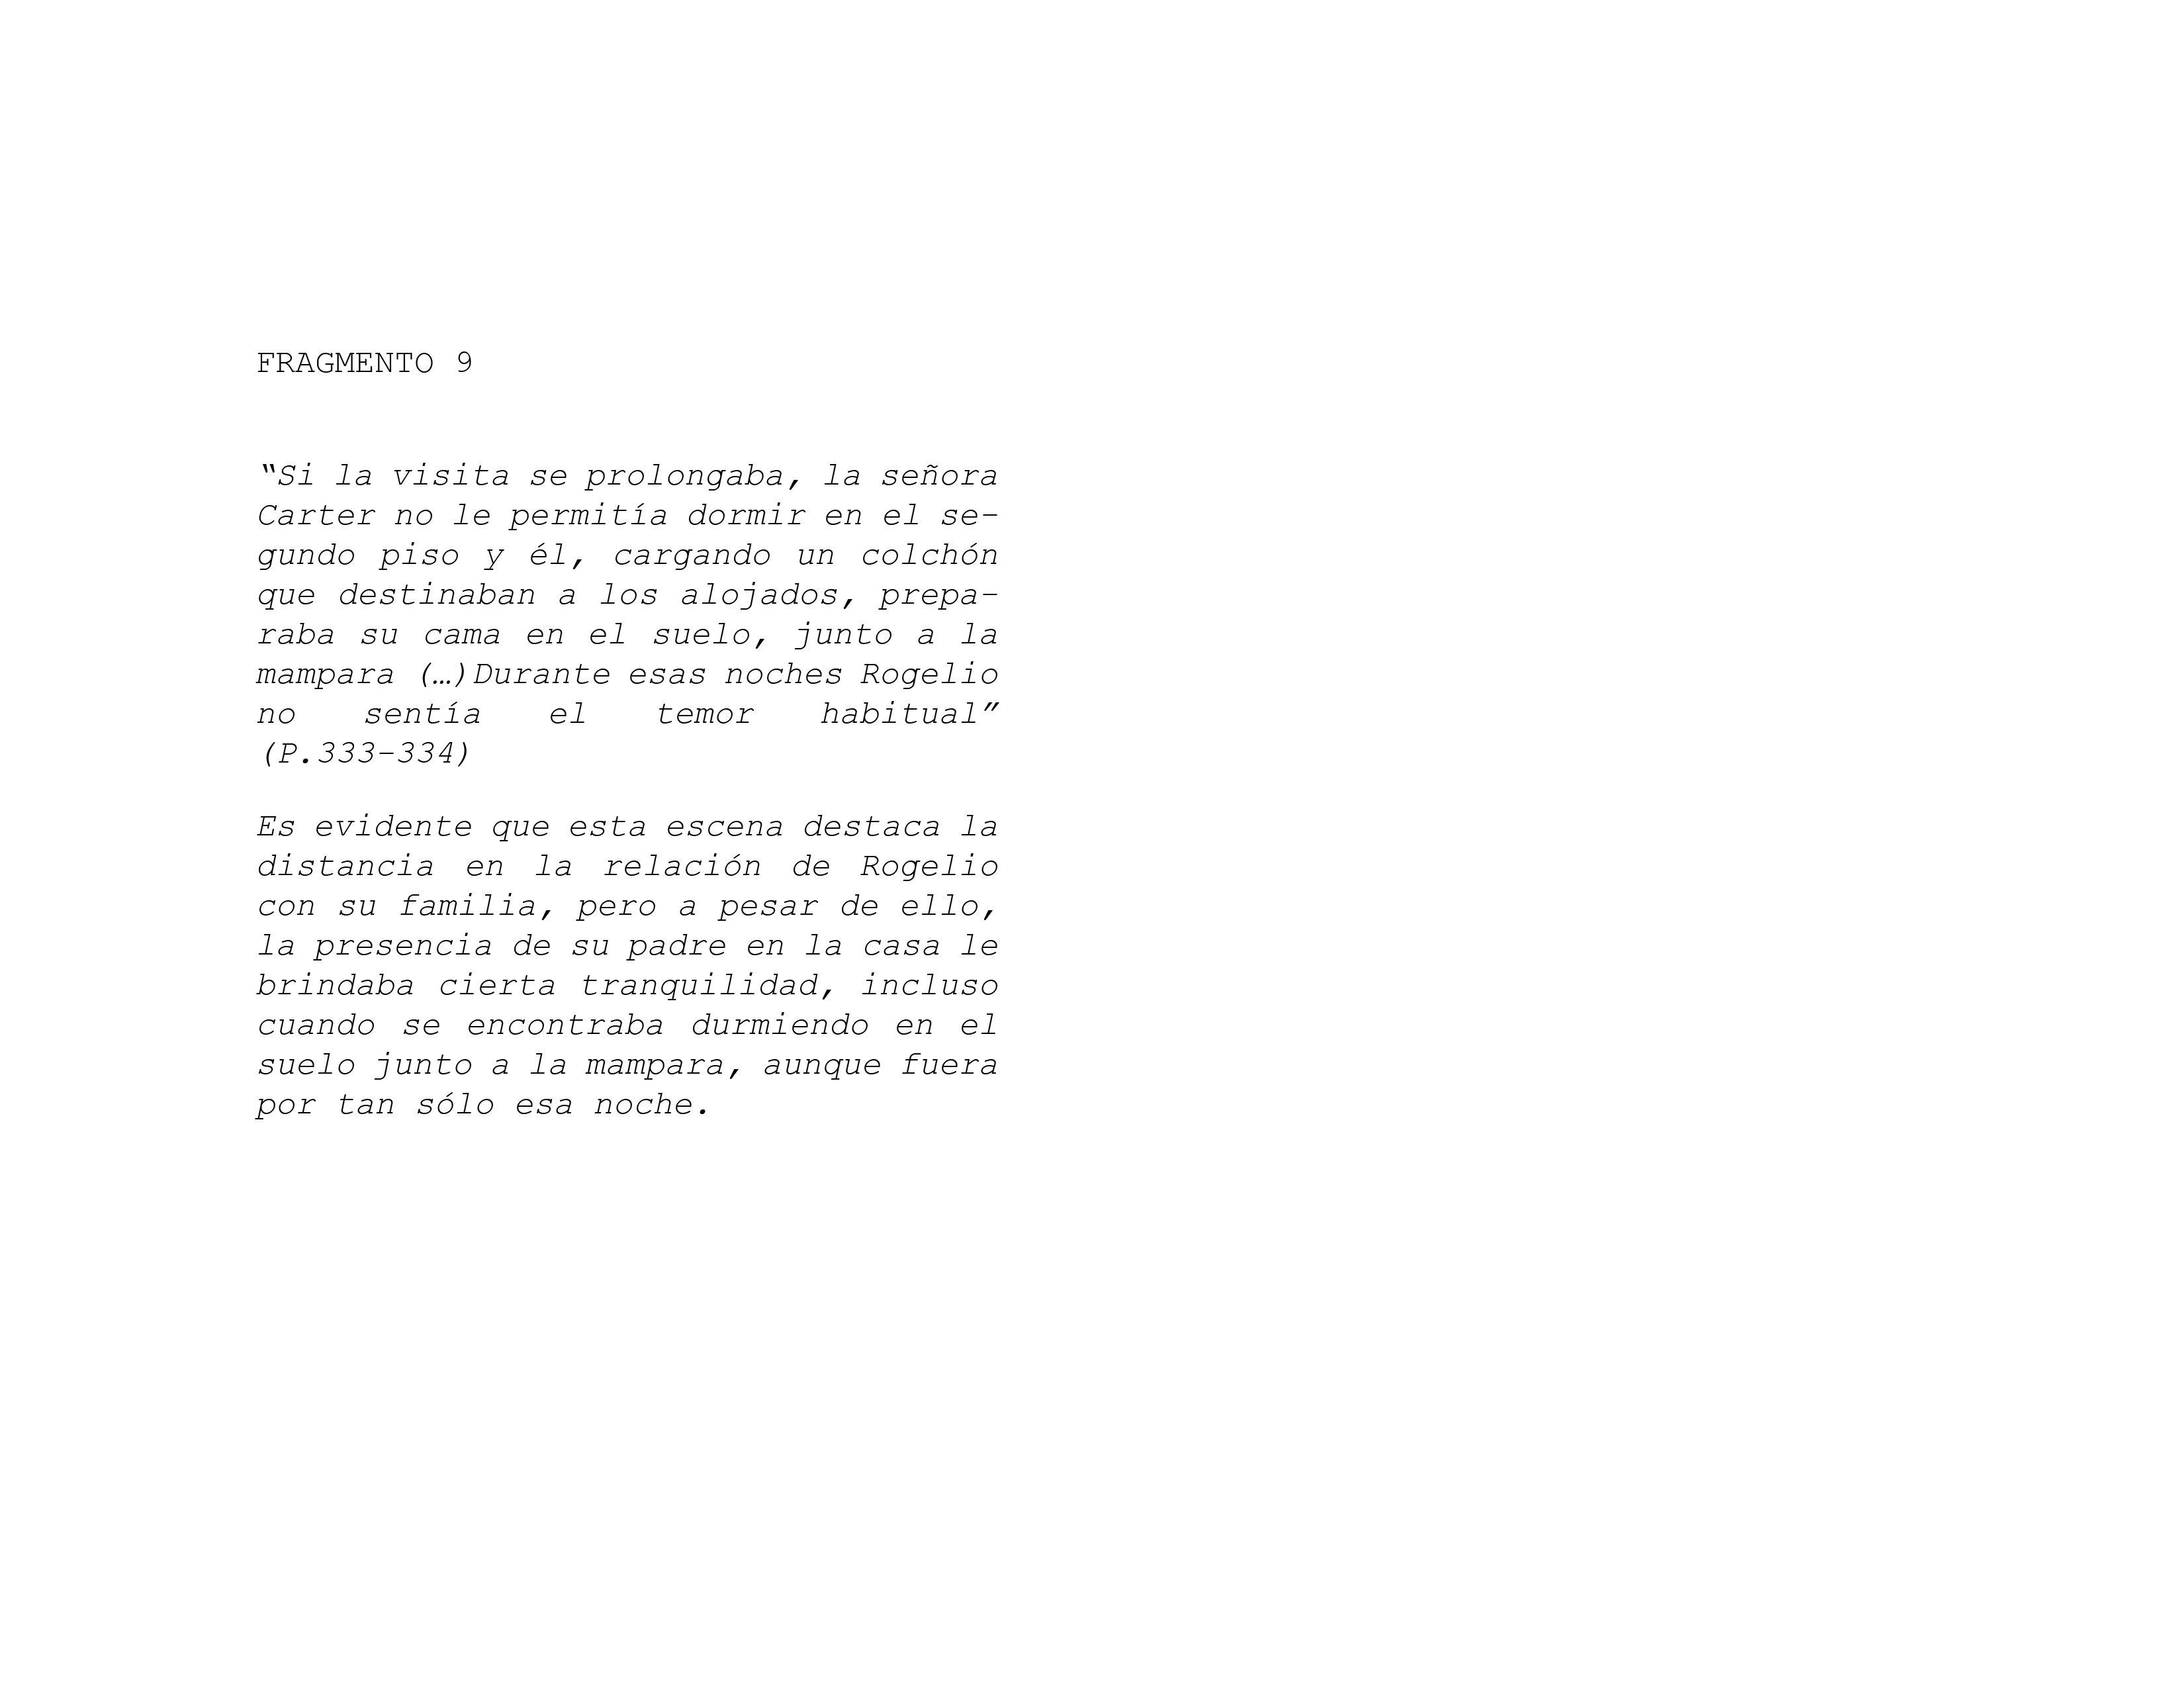 FRAGMENTO 9
“Si la visita se prolongaba, la señora
Carter no le permitía dormir en el se-
gundo piso y él, cargando un colchón
que destinaban a los alojados, prepa-
raba su cama en el suelo, junto a la
mampara (…)Durante esas noches Rogelio
no sentía el temor habitual”
(P.333-334)
Es evidente que esta escena destaca la
distancia en la relación de Rogelio
con su familia, pero a pesar de ello,
la presencia de su padre en la casa le
brindaba cierta tranquilidad, incluso
cuando se encontraba durmiendo en el
suelo junto a la mampara, aunque fuera
por tan sólo esa noche.